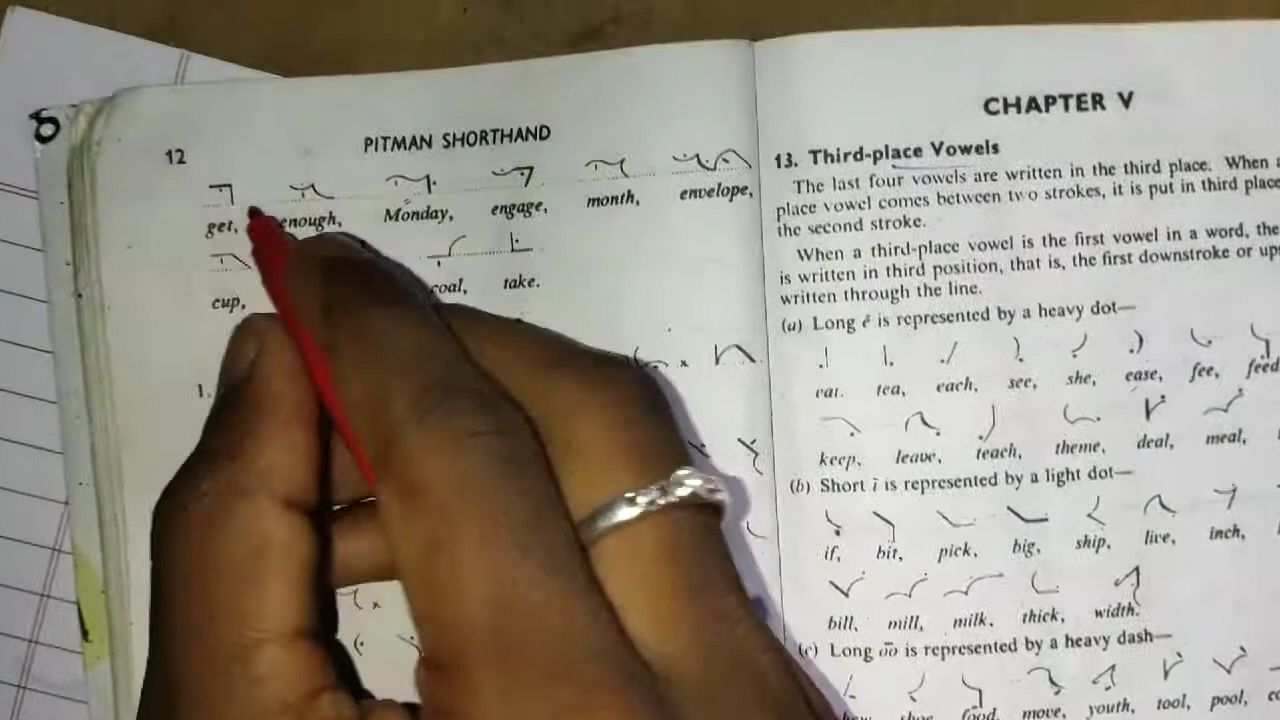 8
12
PITMAN SHORTHAND
get, enough, Monday, engage, month, envelope,
cup, coal, take.
1.
CHAPTER V
13. Third-place Vowels
The last four vowels are written in the third place. When a
place vowel comes between two strokes, it is put in third place
the second stroke.
When a third-place vowel is the first vowel in a word, the
is written in third position, that is, the first downstroke or up
written through the line.
(a) Long ē is represented by a heavy dot—
eat. tea, each, see, she, ease, fee, feed
keep, leave, teach, theme, deal, meal,
(b) Short ĭ is represented by a light dot—
if, bit, pick, big, ship, live, inch,
bill, mill, milk, thick, width.
(c) Long o͞o is represented by a heavy dash—
shoe, food, move, youth, tool, pool,